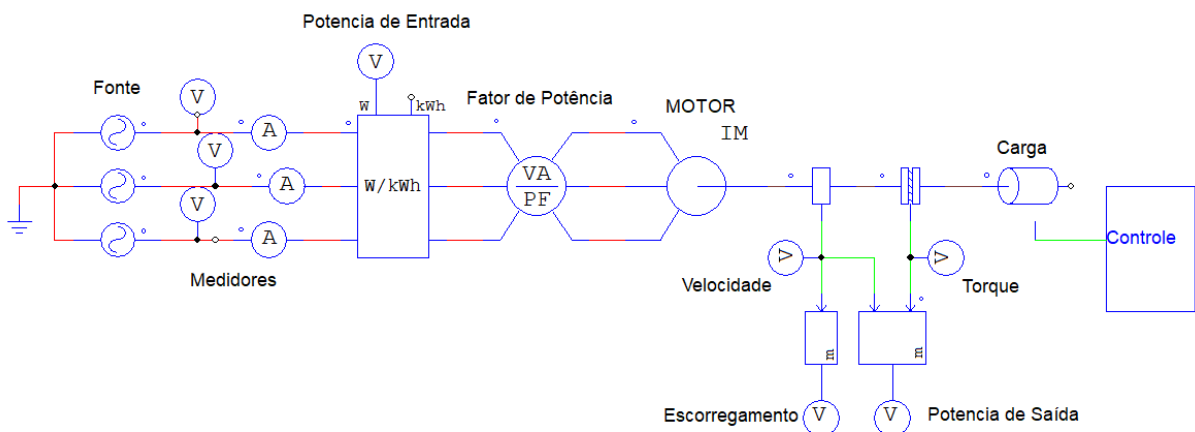 Potencia de Entrada
Fonte
V
V
W
kWh
Fator de Potência
MOTOR
IM
A
V
A
V
A
W/kWh
VA
PF
Carga
Controle
Medidores
Velocidade
V
V
Torque
m
m
Escorregamento
V
V
Potencia de Saída